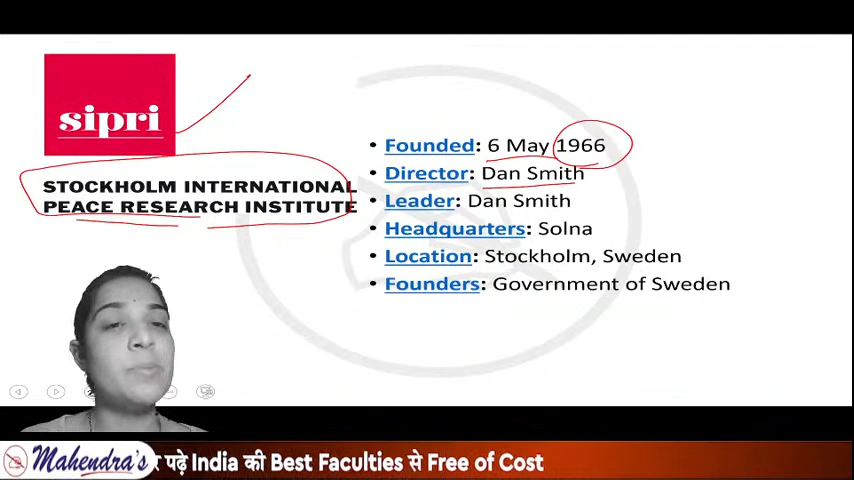 sipri
STOCKHOLM INTERNATIONAL
PEACE RESEARCH INSTITUTE
• Founded: 6 May 1966
• Director: Dan Smith
• Leader: Dan Smith
• Headquarters: Solna
• Location: Stockholm, Sweden
• Founders: Government of Sweden
Mahendra's
पढ़े India की Best Faculties से Free of Cost